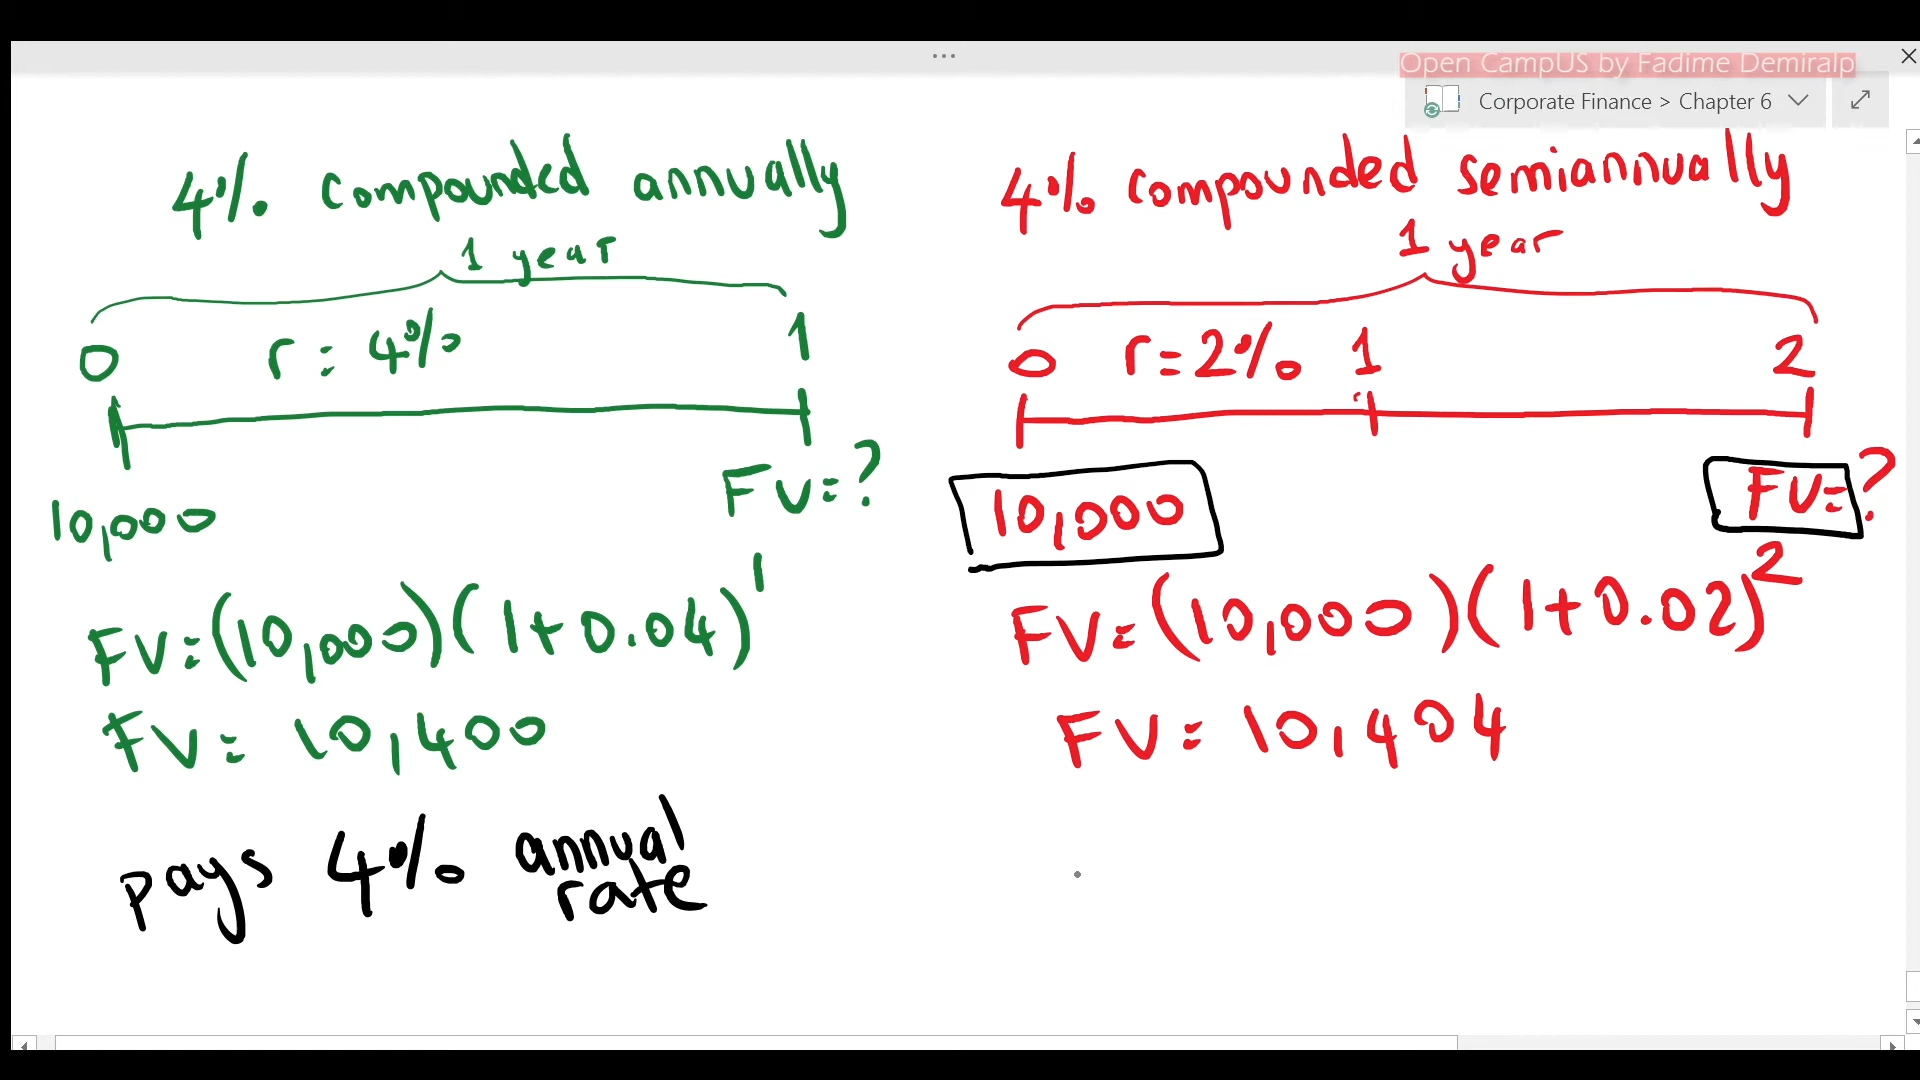 Open CampUS by Fadime Demiralp
Corporate Finance > Chapter 6
4% compounded annually
1 year
0 r = 4% 1
10,000
FV = ?
FV = (10,000)(1+0.04)^1
FV = 10,400
pays 4% annual
rate
4% compounded semiannually
1 year
0 r = 2% 1 2
10,000
FV = ?
FV = (10,000)(1+0.02)^2
FV = 10,404